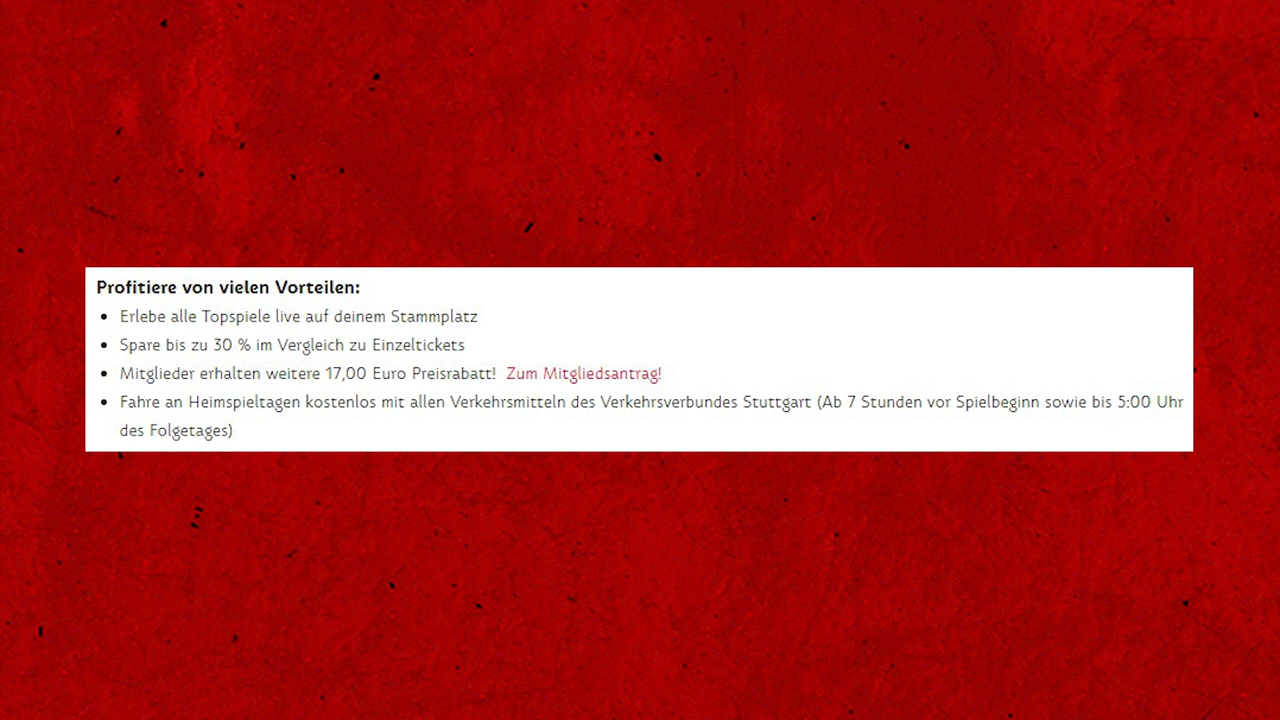 Profitiere von vielen Vorteilen:
• Erlebe alle Topspiele live auf deinem Stammplatz
• Spare bis zu 30 % im Vergleich zu Einzeltickets
• Mitglieder erhalten weitere 17,00 Euro Preisrabatt! Zum Mitgliedsantrag!
• Fahre an Heimspieltagen kostenlos mit allen Verkehrsmitteln des Verkehrsverbundes Stuttgart (Ab 7 Stunden vor Spielbeginn sowie bis 5:00 Uhr
des Folgetages)